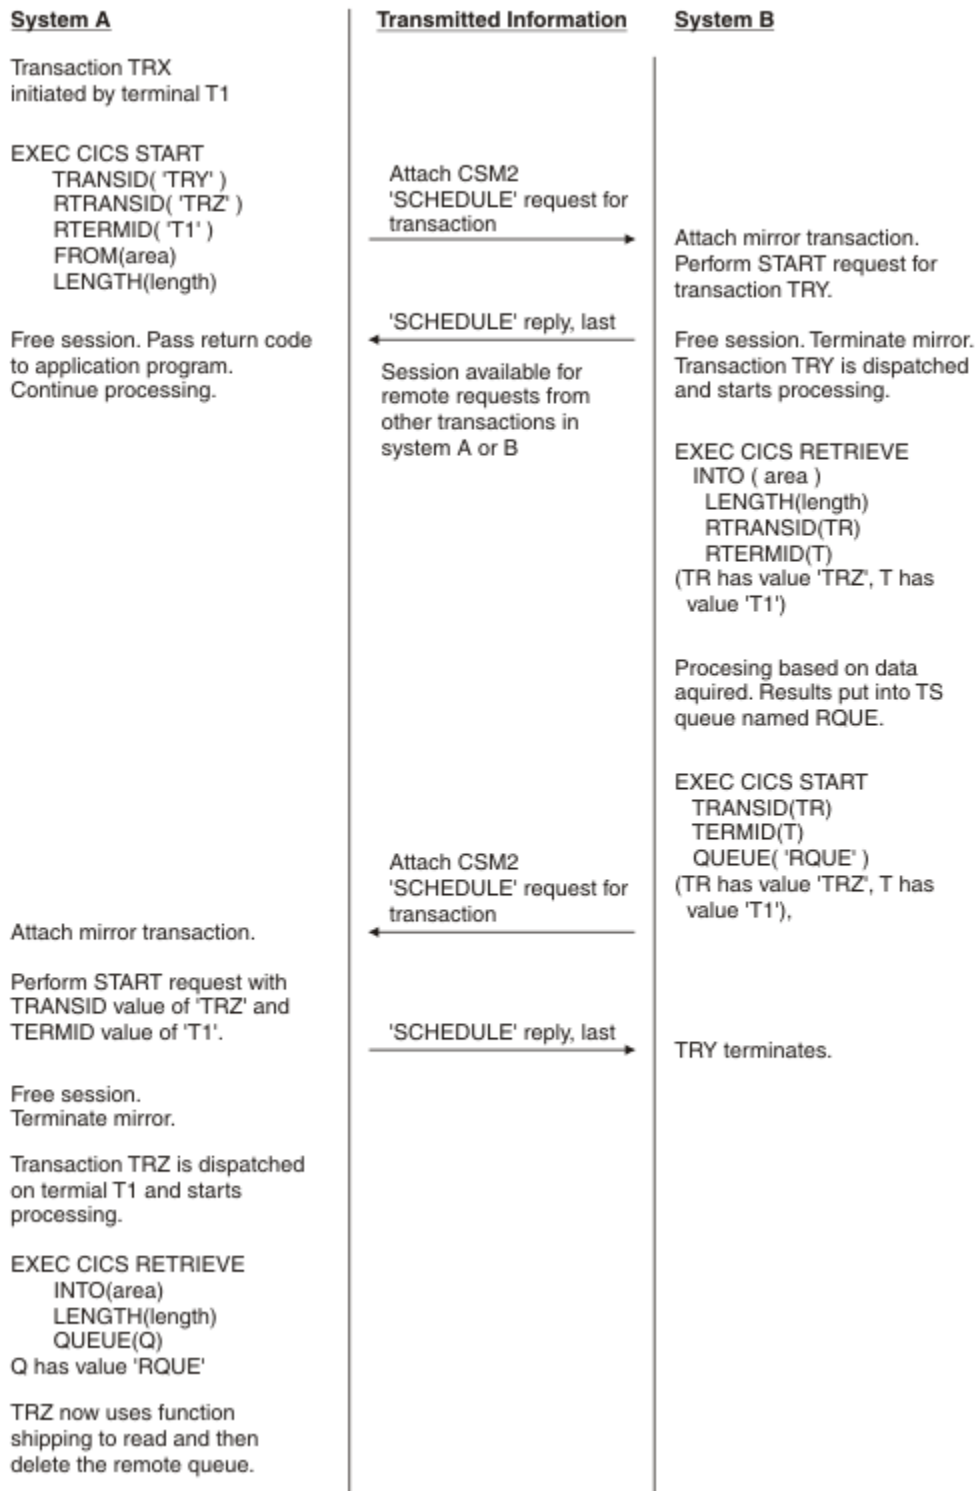 System A
Transmitted Information
System B
Transaction TRX
initiated by terminal T1
EXEC CICS START
TRANSID( 'TRY' )
RTRANSID( 'TRZ' )
RTERMID( 'T1' )
FROM(area)
LENGTH(length)
Attach CSM2
'SCHEDULE' request for
transaction
Attach mirror transaction.
Perform START request for
transaction TRY.
'SCHEDULE' reply, last
Free session. Pass return code
to application program.
Continue processing.
Session available for
remote requests from
other transactions in
system A or B
Free session. Terminate mirror.
Transaction TRY is dispatched
and starts processing.
EXEC CICS RETRIEVE
INTO ( area )
LENGTH(length)
RTRANSID(TR)
RTERMID(T)
(TR has value 'TRZ', T has
value 'T1')
Procesing based on data
aquired. Results put into TS
queue named RQUE.
EXEC CICS START
TRANSID(TR)
TERMID(T)
QUEUE( 'RQUE' )
(TR has value 'TRZ', T has
value 'T1'),
Attach CSM2
'SCHEDULE' request for
transaction
Attach mirror transaction.
Perform START request with
TRANSID value of 'TRZ' and
TERMID value of 'T1'.
'SCHEDULE' reply, last
TRY terminates.
Free session.
Terminate mirror.
Transaction TRZ is dispatched
on termial T1 and starts
processing.
EXEC CICS RETRIEVE
INTO(area)
LENGTH(length)
QUEUE(Q)
Q has value 'RQUE'
TRZ now uses function
shipping to read and then
delete the remote queue.